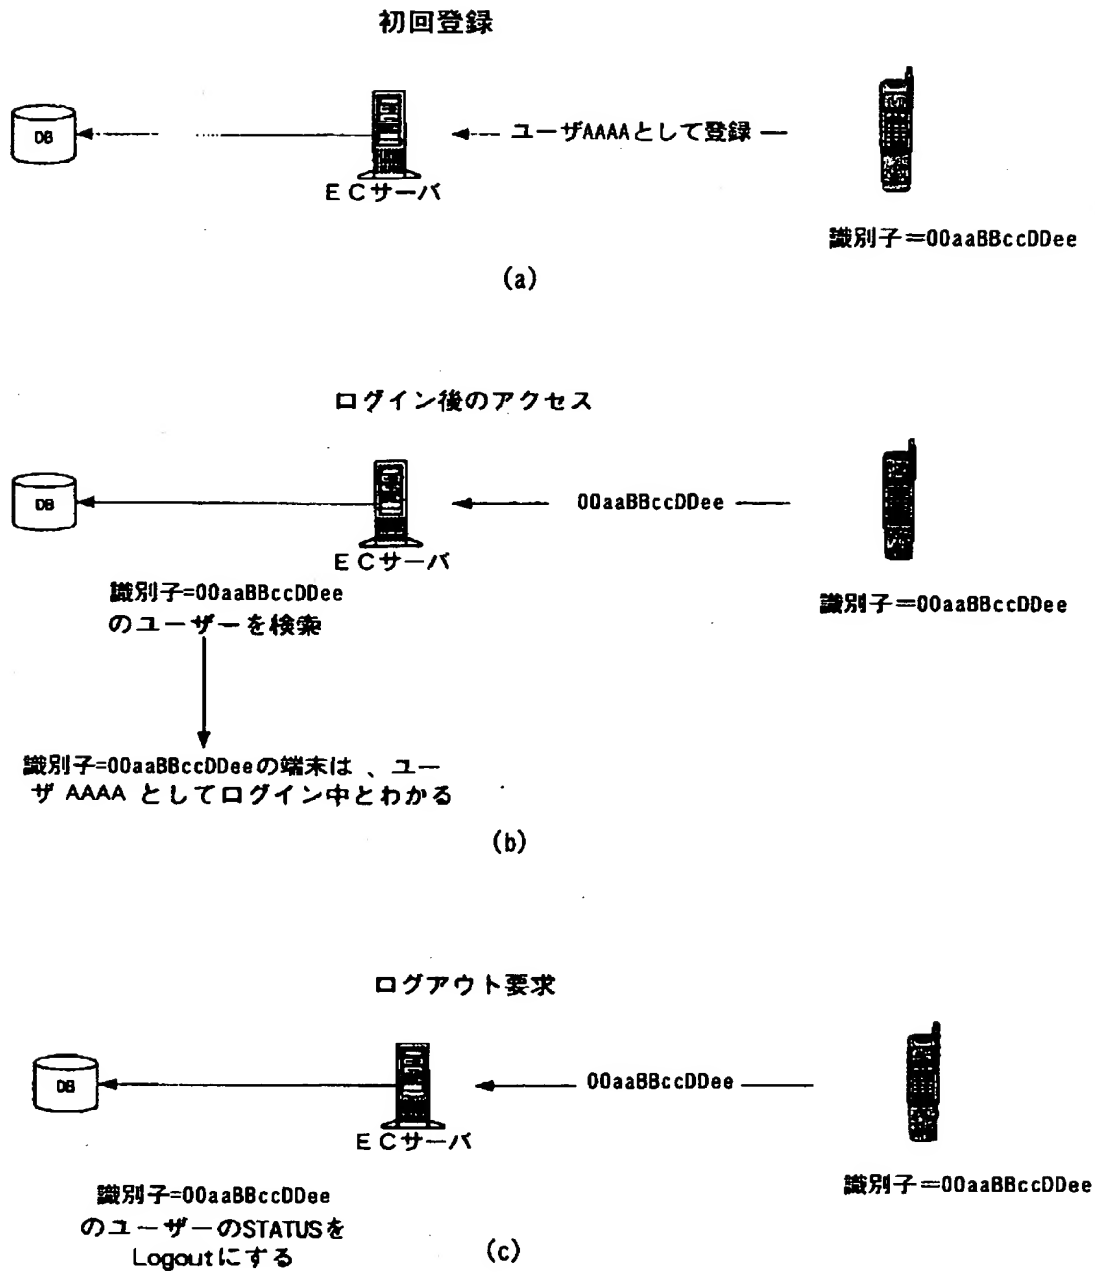 初回登録
DB
ユーザAAAAとして登録
ECサーバ
識別子=00aaBBccDDee
(a)
ログイン後のアクセス
DB
00aaBBccDDee
ECサーバ
識別子=00aaBBccDDee
のユーザーを検索
識別子=00aaBBccDDee
識別子=00aaBBccDDeeの端末は、ユー
ザ AAAA としてログイン中とわかる
(b)
ログアウト要求
DB
00aaBBccDDee
ECサーバ
識別子=00aaBBccDDee
識別子=00aaBBccDDee
のユーザーのSTATUSを
Logoutにする
(c)